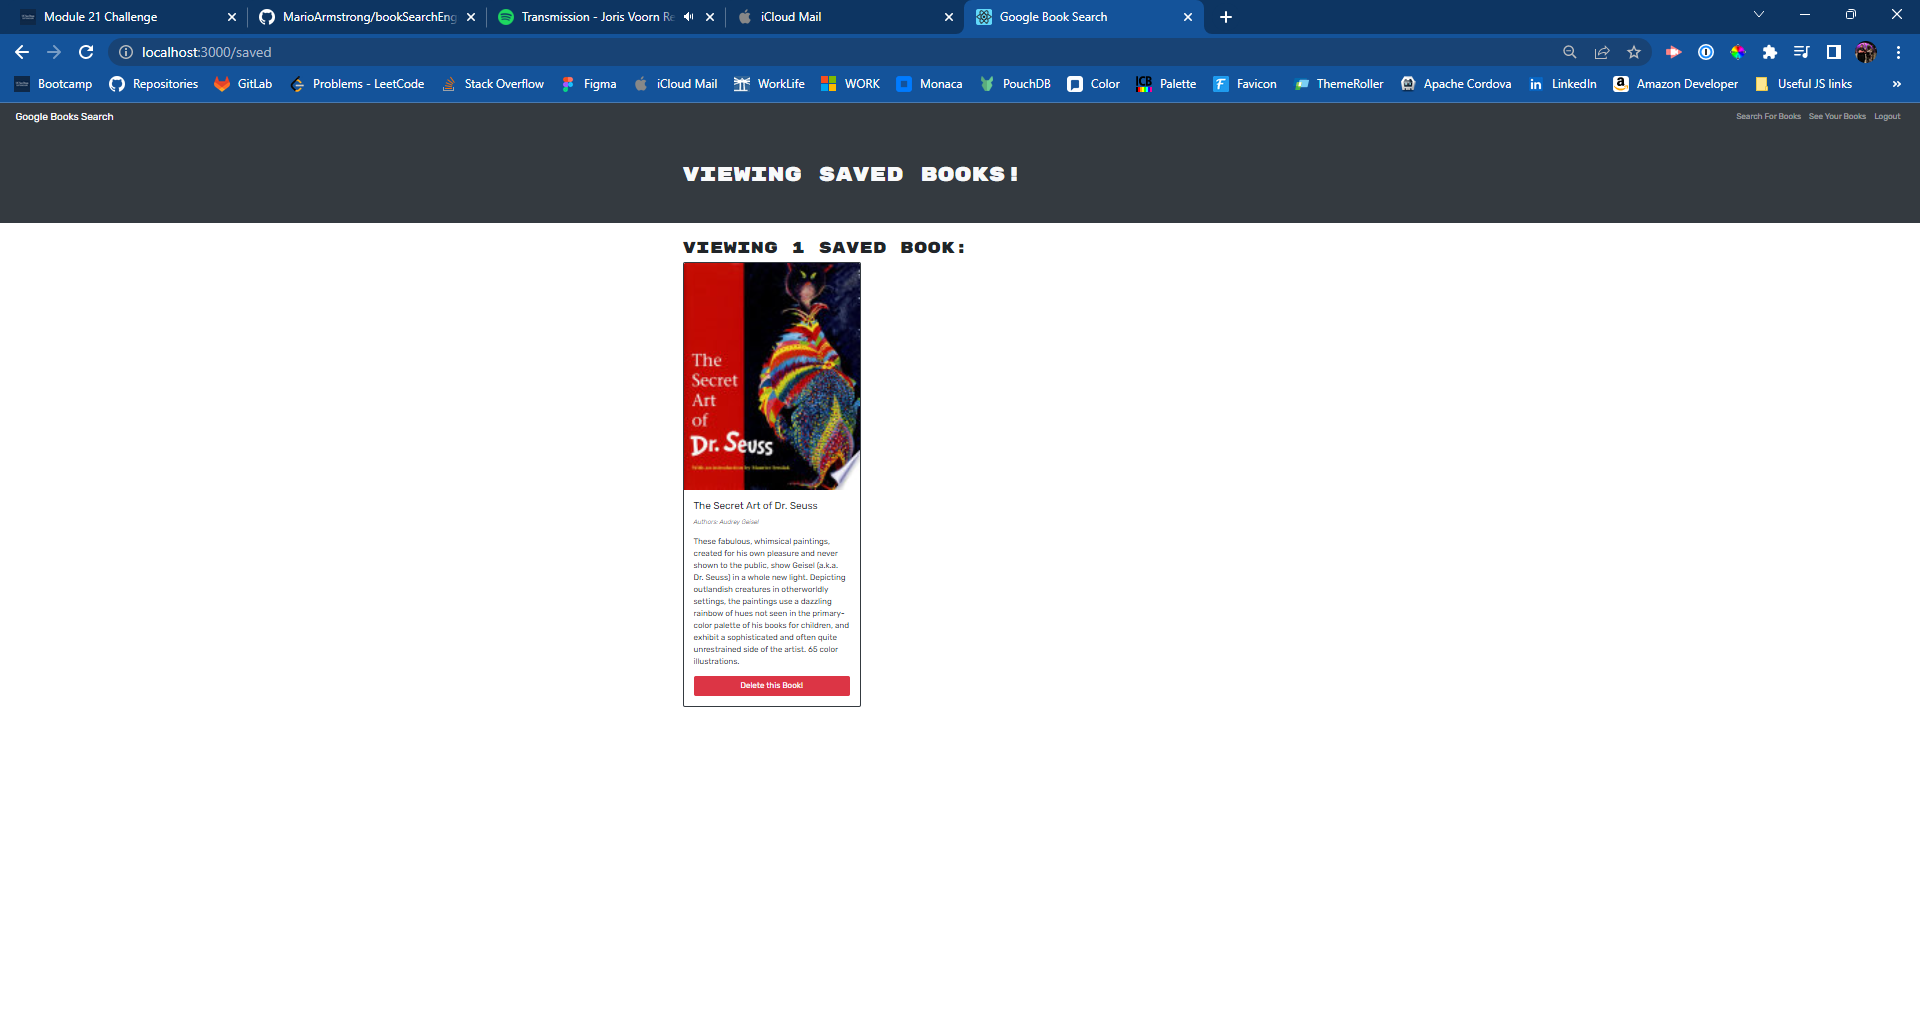 Module 21 Challenge
MarioArmstrong/bookSearchEng
Transmission - Joris Voorn Re
iCloud Mail
Google Book Search
localhost:3000/saved
Bootcamp
Repositories
GitLab
Problems - LeetCode
Stack Overflow
Figma
iCloud Mail
WorkLife
WORK
Monaca
PouchDB
Color
Palette
Favicon
ThemeRoller
Apache Cordova
LinkedIn
Amazon Developer
Useful JS links
»
Google Books Search
Search For Books
See Your Books
Logout
VIEWING SAVED BOOKS!
VIEWING 1 SAVED BOOK:
The
Secret
Art
of
Dr. Seuss
With an introduction by Maurice Sendak
The Secret Art of Dr. Seuss
Authors: Audrey Geisel
These fabulous, whimsical paintings,
created for his own pleasure and never
shown to the public, show Geisel (a.k.a.
Dr. Seuss) in a whole new light. Depicting
outlandish creatures in otherworldly
settings, the paintings use a dazzling
rainbow of hues not seen in the primary-
color palette of his books for children, and
exhibit a sophisticated and often quite
unrestrained side of the artist. 65 color
illustrations.
Delete this Book!